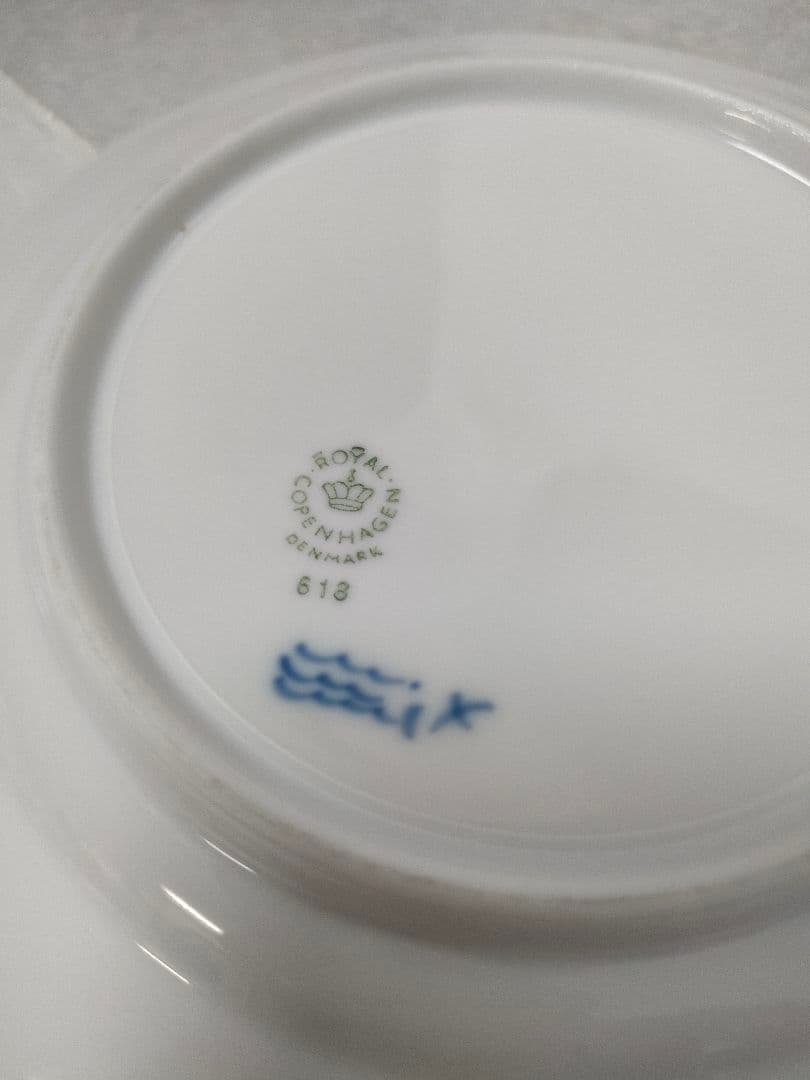 ROYAL
COPENHAGEN
DENMARK
618